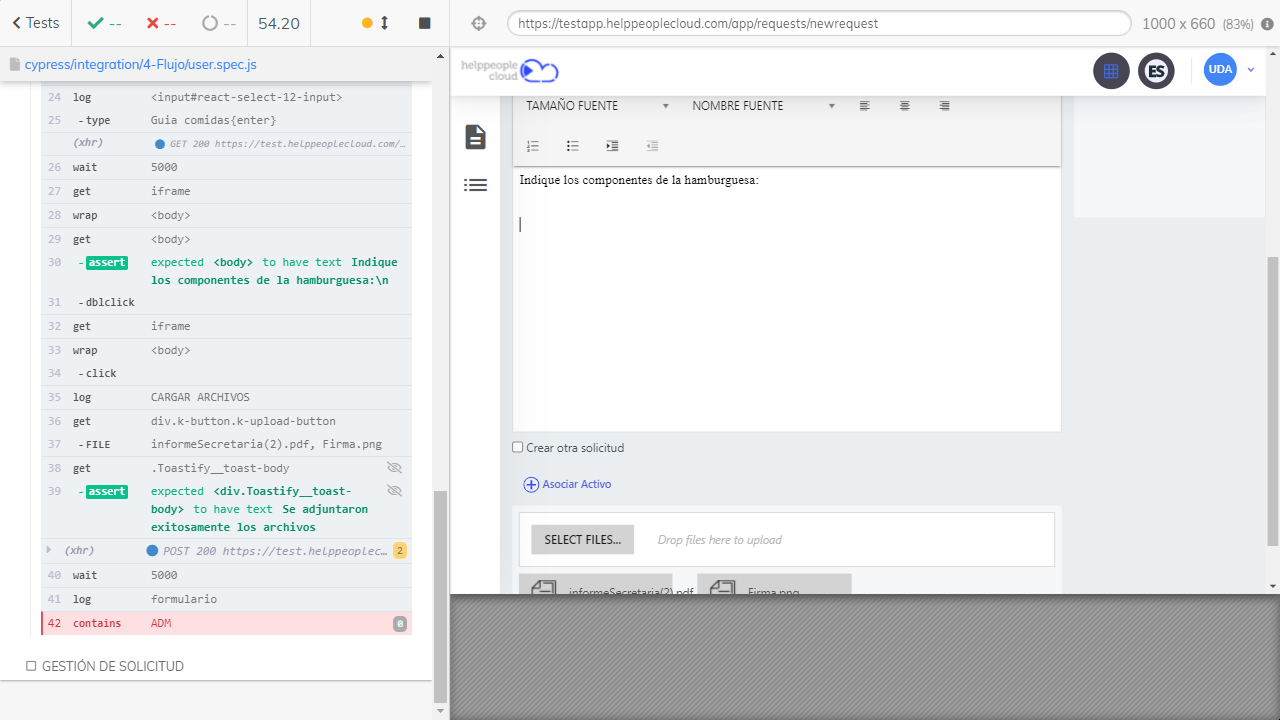 Tests
--
--
--
54.20
https://testapp.helppeoplecloud.com/app/requests/newrequest
1000 x 660 (83%)
cypress/integration/4-Flujo/user.spec.js
24 log <input#react-select-12-input>
25 -type Guia comidas{enter}
(xhr) GET 200 https://test.helppeoplecloud.com/…
26 wait 5000
27 get iframe
28 wrap <body>
29 get <body>
30 -assert expected <body> to have text Indique
los componentes de la hamburguesa:\n
31 -dblclick
32 get iframe
33 wrap <body>
34 -click
35 log CARGAR ARCHIVOS
36 get div.k-button.k-upload-button
37 -FILE informeSecretaria(2).pdf, Firma.png
38 get .Toastify__toast-body
39 -assert expected <div.Toastify__toast-
body> to have text Se adjuntaron
exitosamente los archivos
(xhr) POST 200 https://test.helppeoplec… 2
40 wait 5000
41 log formulario
42 contains ADM 0
GESTIÓN DE SOLICITUD
helppeople
cloud
ES
UDA
TAMAÑO FUENTE
NOMBRE FUENTE
Indique los componentes de la hamburguesa:
Crear otra solicitud
Asociar Activo
SELECT FILES...
Drop files here to upload
informeSecretaria(2).pdf
Firma.png